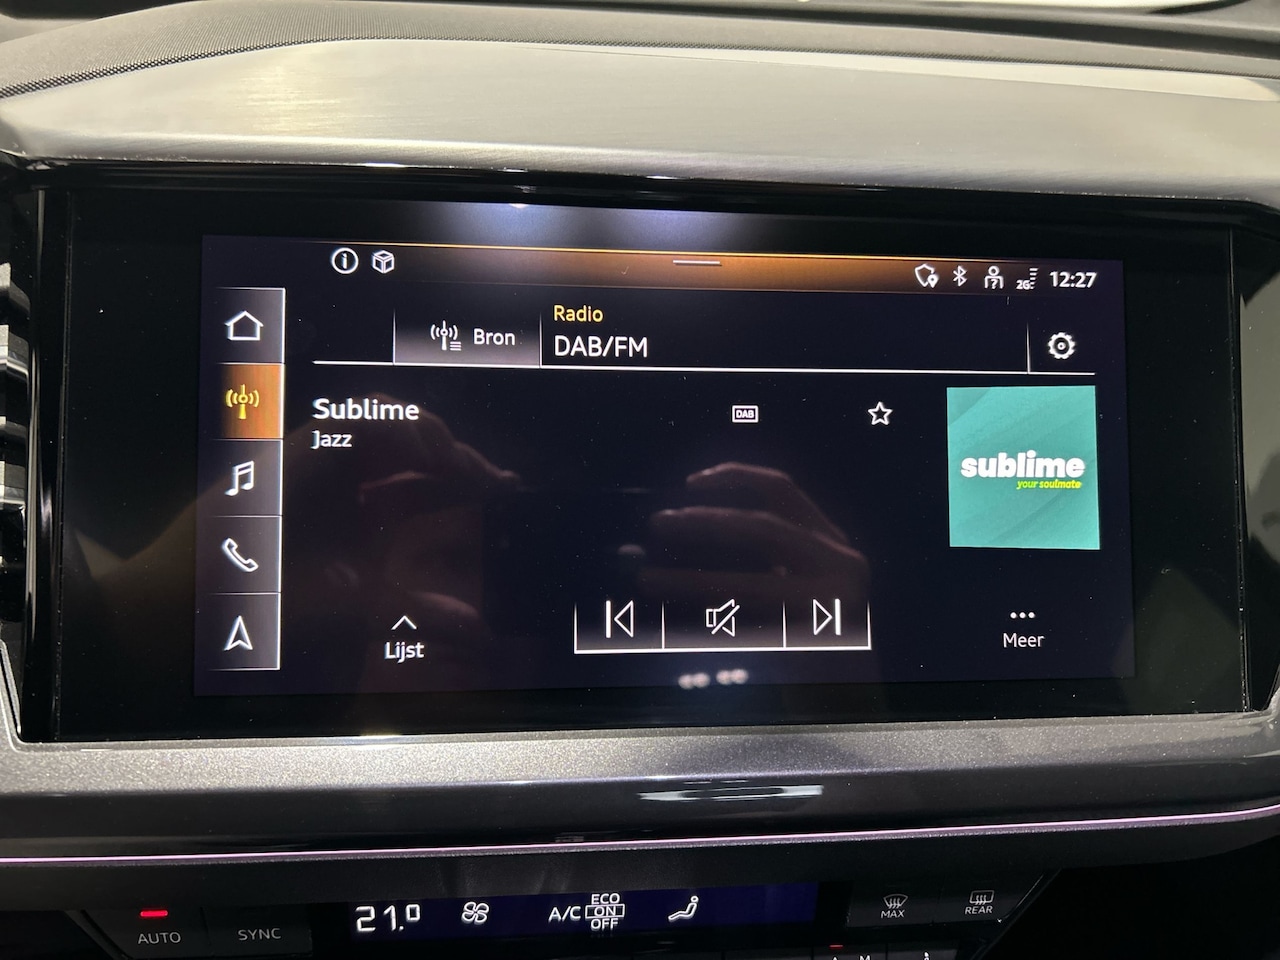 2G
12:27
Radio
Bron
DAB/FM
Sublime
DAB
Jazz
sublime
your soulmate
Lijst
Meer
AUTO
SYNC
21.0
A/C
ECO
ON
OFF
MAX
REAR